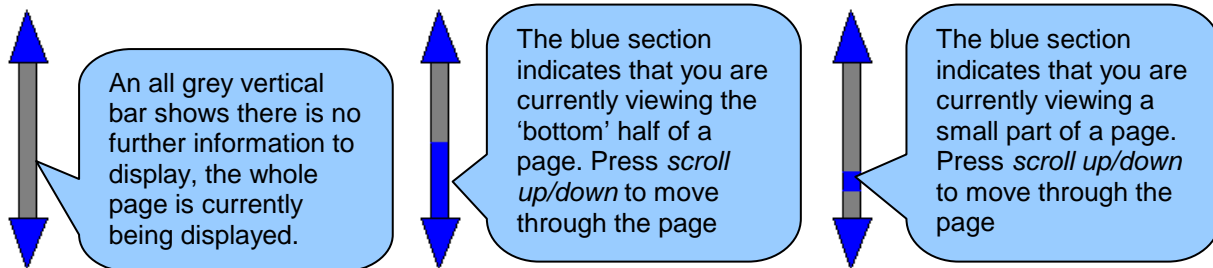 An all grey vertical
bar shows there is no
further information to
display, the whole
page is currently
being displayed.
The blue section
indicates that you are
currently viewing the
‘bottom’ half of a
page. Press scroll
up/down to move
through the page
The blue section
indicates that you are
currently viewing a
small part of a page.
Press scroll up/down
to move through the
page